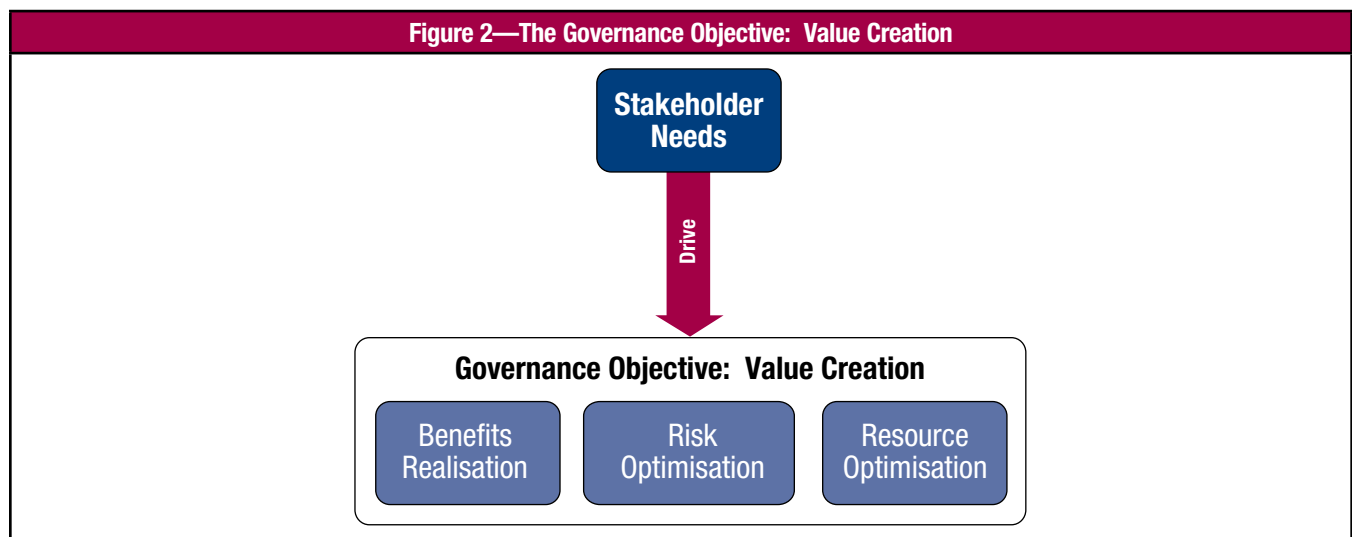 Figure 2—The Governance Objective: Value Creation
Stakeholder
Needs
Drive
Governance Objective: Value Creation
Benefits
Realisation
Risk
Optimisation
Resource
Optimisation